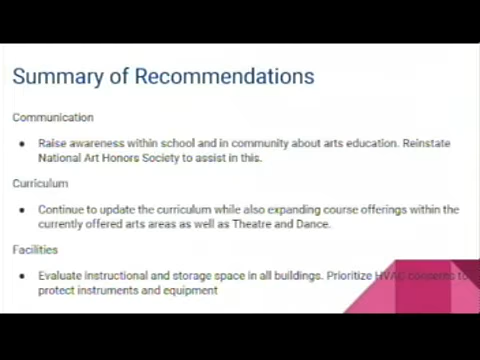 Summary of Recommendations
Communication
● Raise awareness within school and in community about arts education. Reinstate
National Art Honors Society to assist in this.
Curriculum
● Continue to update the curriculum while also expanding course offerings within the
currently offered arts areas as well as Theatre and Dance.
Facilities
● Evaluate instructional and storage space in all buildings. Prioritize HVAC concerns to
protect instruments and equipment